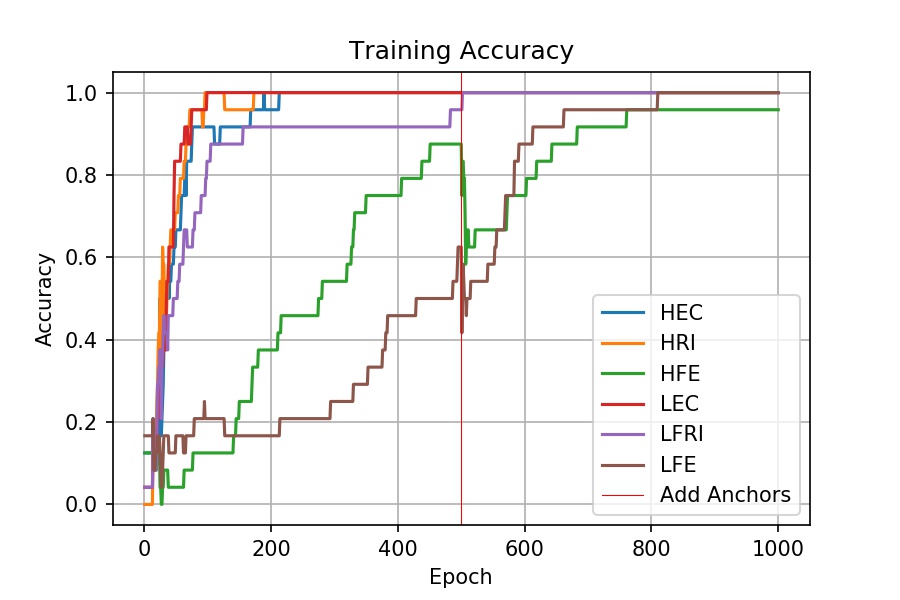 Training Accuracy
Accuracy
1.0
0.8
0.6
0.4
0.2
0.0
HEC
HRI
HFE
LEC
LFRI
LFE
Add Anchors
0 200 400 600 800 1000
Epoch